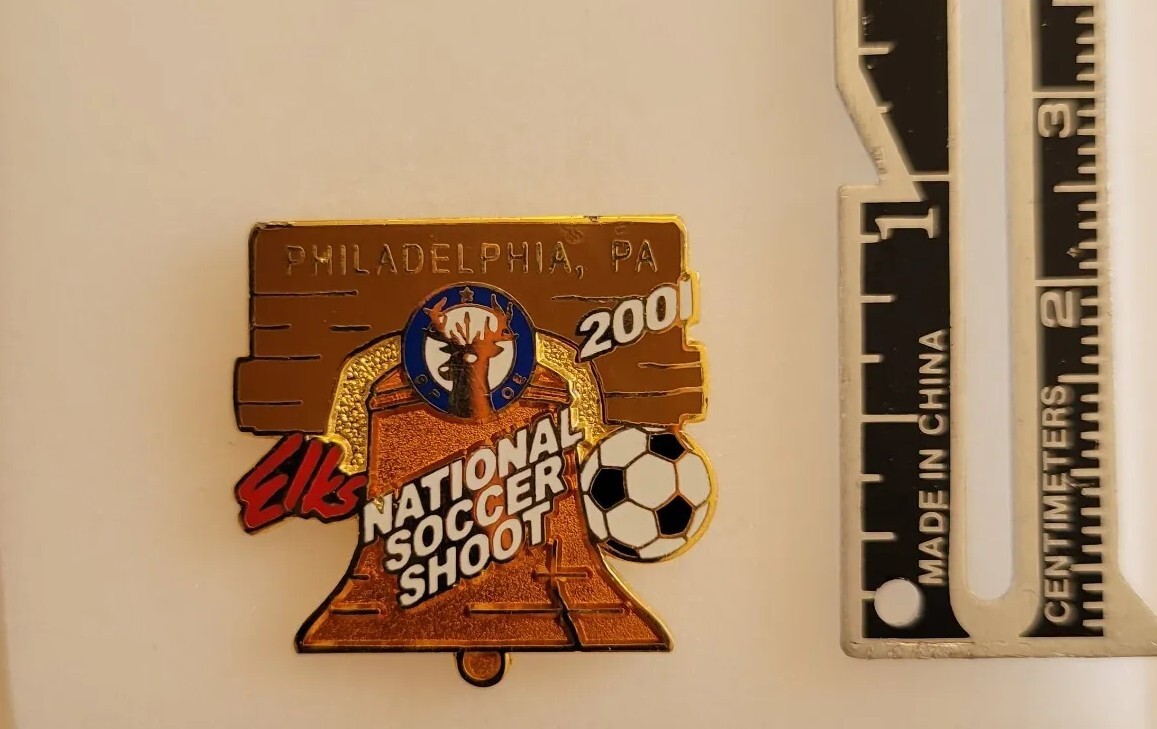 PHILADELPHIA, PA
2001
Elks
NATIONAL
SOCCER
SHOOT
1
MADE IN CHINA
3
2
CENTIMETERS